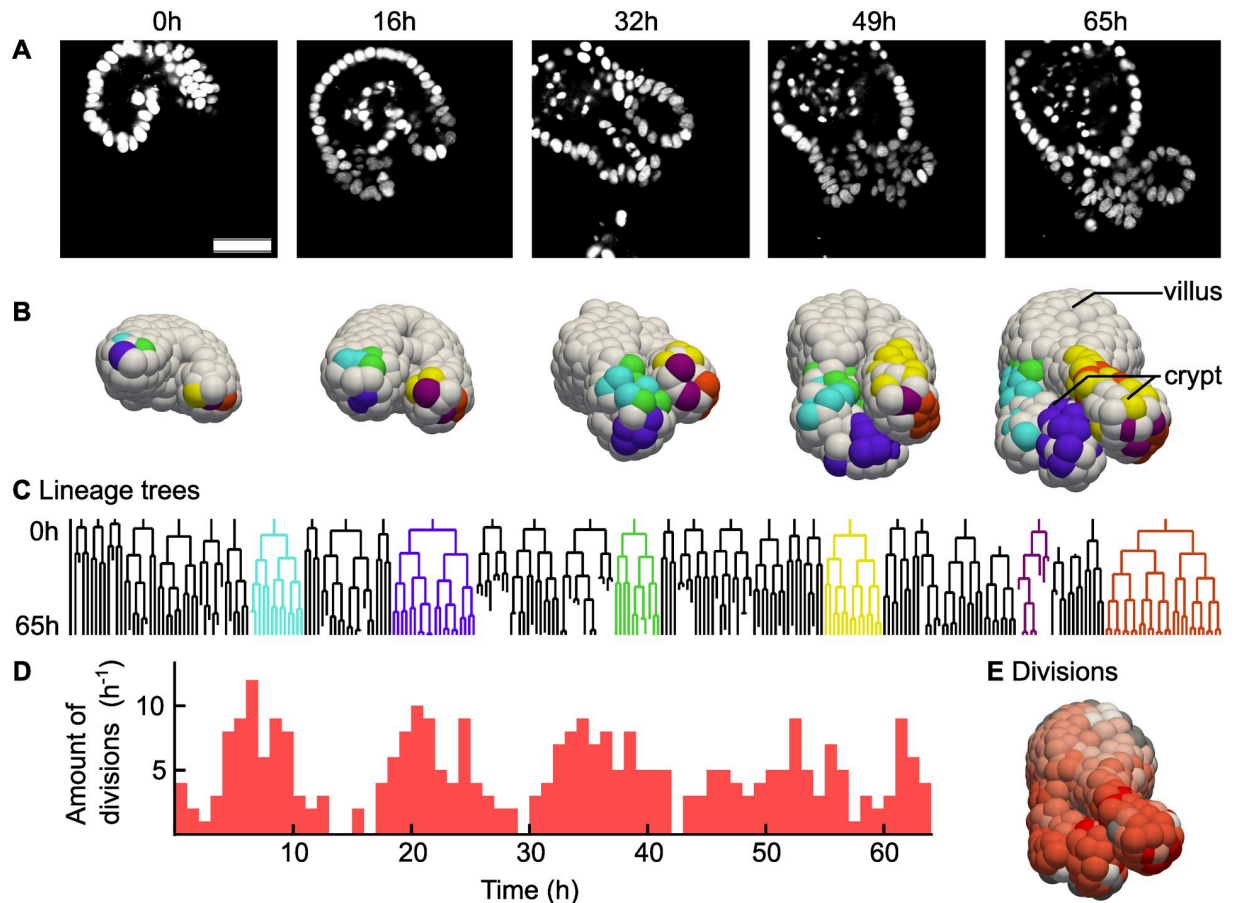 0h 16h 32h 49h 65h
A
B
villus
crypt
C Lineage trees
0h
65h
D
Amount of
divisions (h⁻¹)
10
5
10 20 30 40 50 60
Time (h)
E Divisions